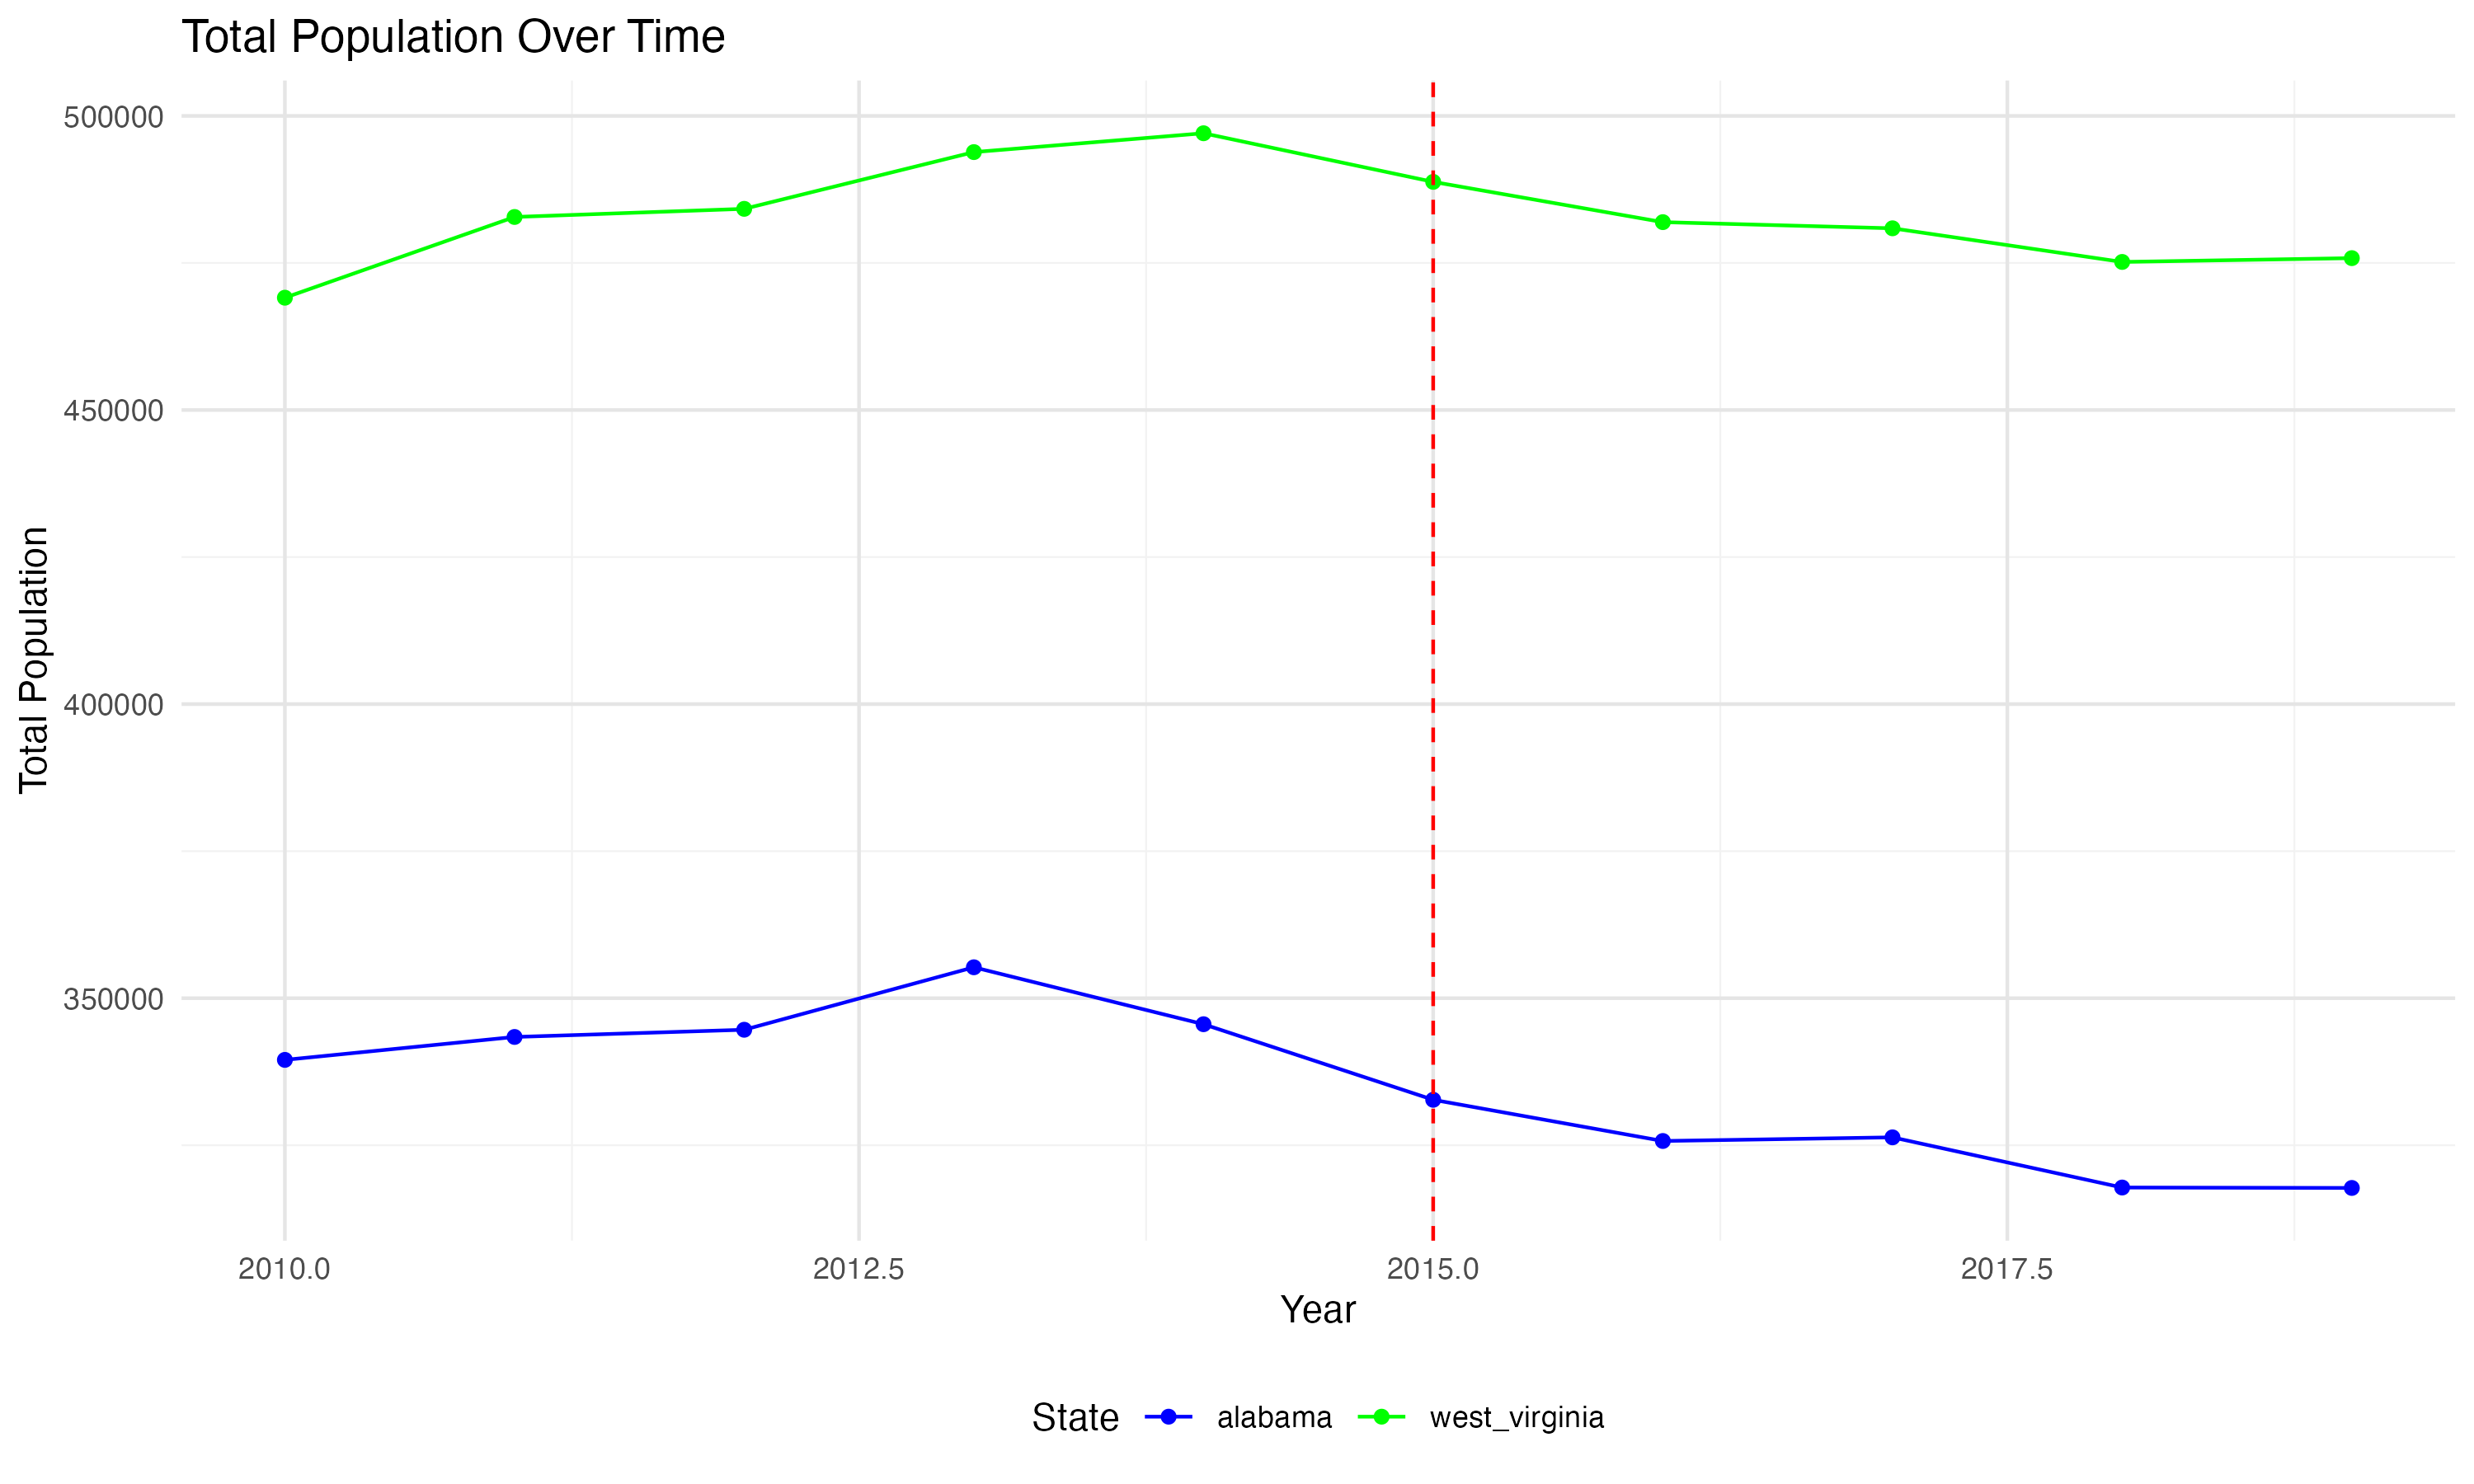 Total Population Over Time
Total Population
500000
450000
400000
350000
2010.0 2012.5 2015.0 2017.5
Year
State alabama west_virginia